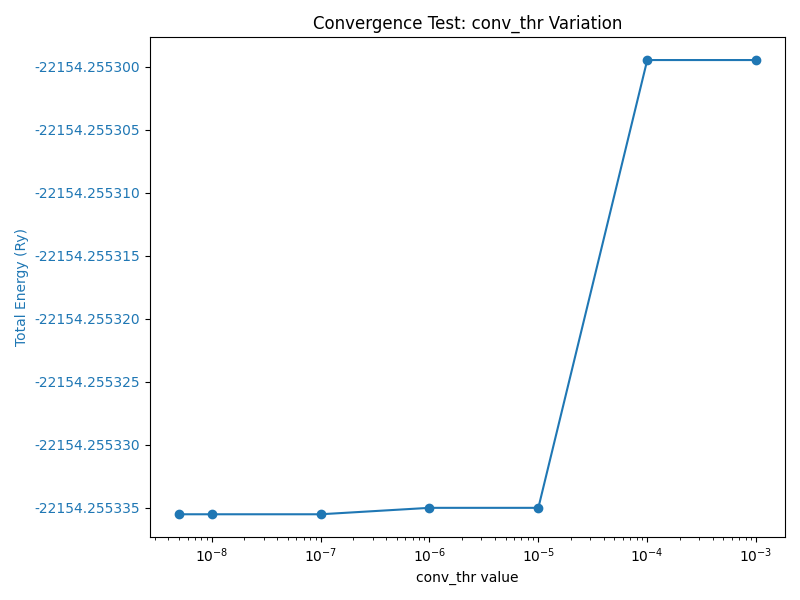 Convergence Test: conv_thr Variation
Total Energy (Ry)
-22154.255300
-22154.255305
-22154.255310
-22154.255315
-22154.255320
-22154.255325
-22154.255330
-22154.255335
10⁻⁸ 10⁻⁷ 10⁻⁶ 10⁻⁵ 10⁻⁴ 10⁻³
conv_thr value